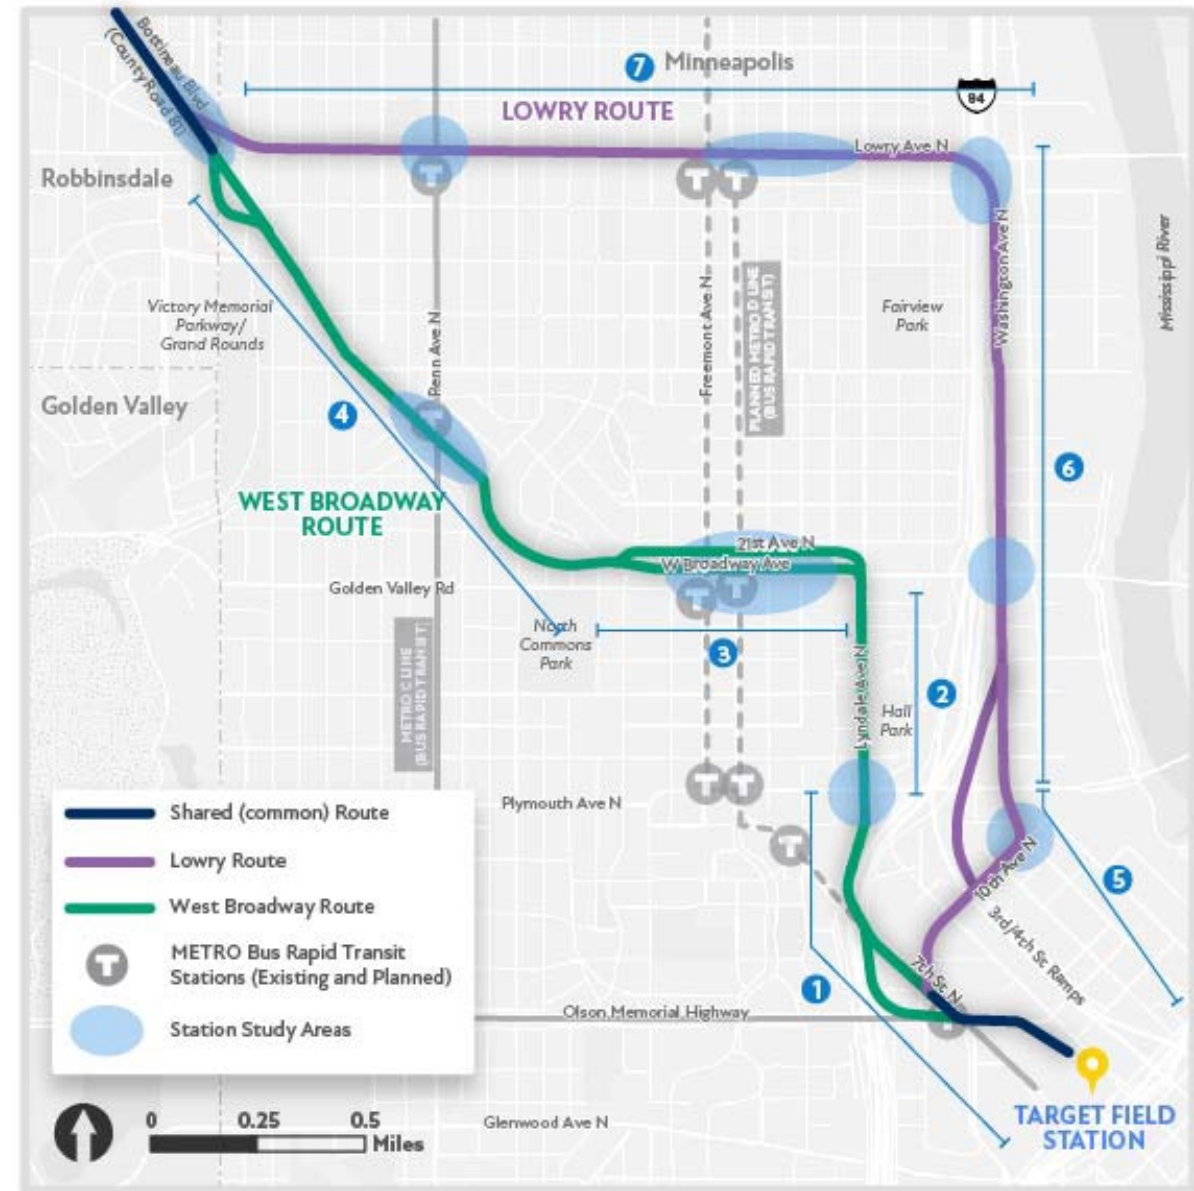 Bottineau Blvd
(County Road 81)
7
Minneapolis
94
LOWRY ROUTE
Lowry Ave N
Robbinsdale
Washington Ave N
Mississippi River
Victory Memorial
Parkway/
Grand Rounds
Penn Ave N
Freemont Ave N
PLANNED METRO D LINE
(BUS RAPID TRANSIT)
Fairview
Park
Golden Valley
4
6
WEST BROADWAY
ROUTE
21st Ave N
W Broadway Ave
Golden Valley Rd
North
Commons
Park
3
METRO C LINE
(BUS RAPID TRANSIT)
Lyndale Ave N
2
Hall
Park
Plymouth Ave N
10th Ave N
5
3rd/4th St Ramps
7th St N
1
Olson Memorial Highway
Shared (common) Route
Lowry Route
West Broadway Route
T
METRO Bus Rapid Transit
Stations (Existing and Planned)
Station Study Areas
0 0.25 0.5
Miles
Glenwood Ave N
TARGET FIELD
STATION
T
T
T
T
T
T
T
T
T